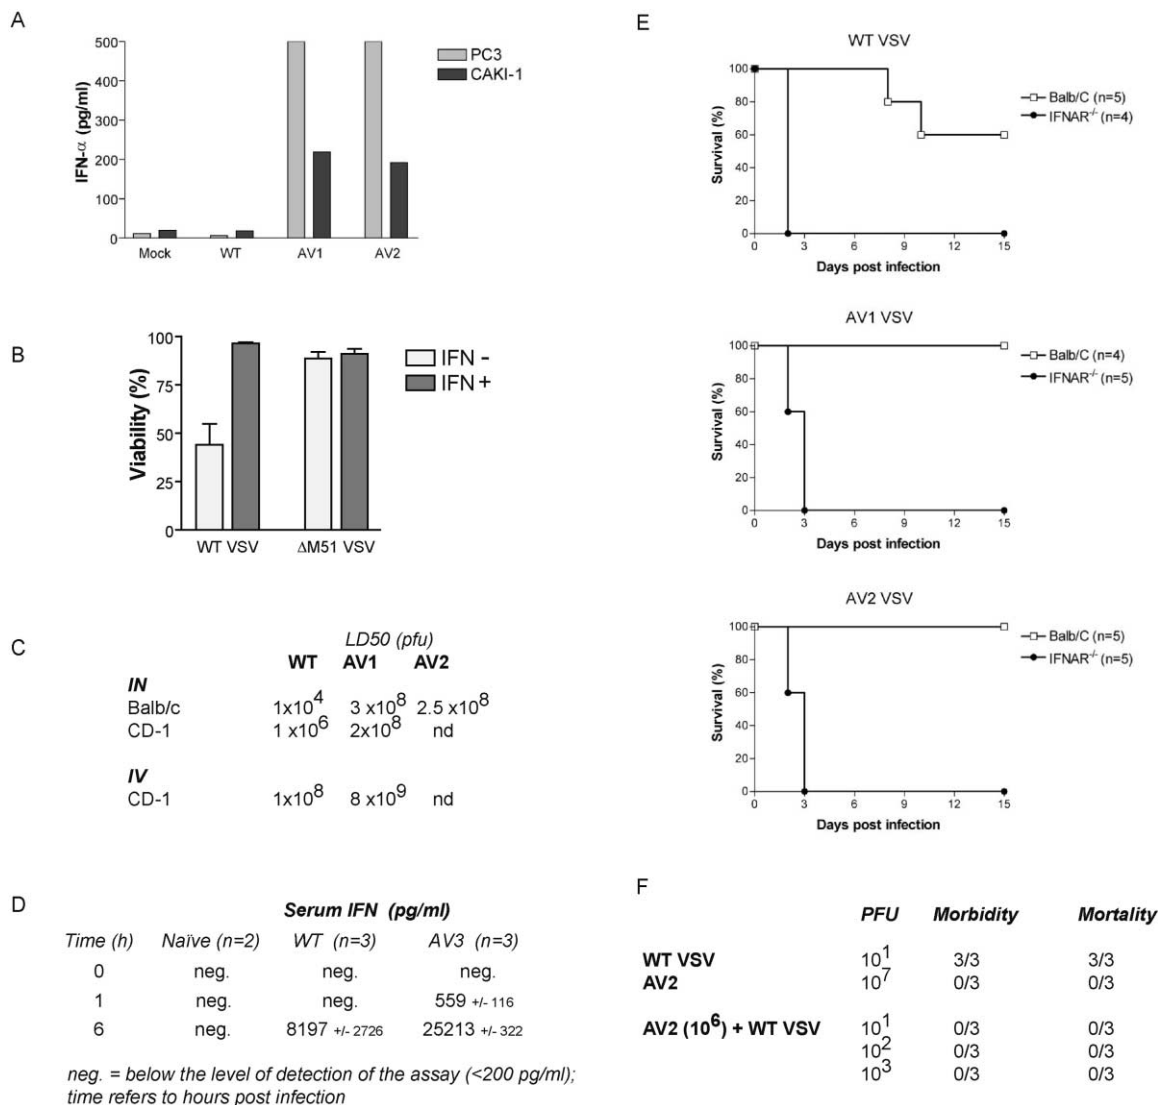 A
IFN-α (pg/ml)
500
400
300
200
100
0
Mock WT AV1 AV2
PC3
CAKI-1
B
Viability (%)
100
75
50
25
0
WT VSV ΔM51 VSV
IFN -
IFN +
C
LD50 (pfu)
WT AV1 AV2
IN
Balb/c 1x10^4 3 x10^8 2.5 x10^8
CD-1 1 x10^6 2x10^8 nd
IV
CD-1 1x10^8 8 x10^9 nd
D
Serum IFN (pg/ml)
Time (h) Naïve (n=2) WT (n=3) AV3 (n=3)
0 neg. neg. neg.
1 neg. neg. 559 +/- 116
6 neg. 8197 +/- 2726 25213 +/- 322
neg. = below the level of detection of the assay (<200 pg/ml);
time refers to hours post infection
E
WT VSV
Survival (%)
100
80
60
40
20
0
0 3 6 9 12 15
Days post infection
Balb/C (n=5)
IFNAR-/- (n=4)
AV1 VSV
Survival (%)
100
80
60
40
20
0
0 3 6 9 12 15
Days post infection
Balb/C (n=4)
IFNAR-/- (n=5)
AV2 VSV
Survival (%)
100
80
60
40
20
0
0 3 6 9 12 15
Days post infection
Balb/C (n=5)
IFNAR-/- (n=5)
F
PFU Morbidity Mortality
WT VSV 10^1 3/3 3/3
AV2 10^7 0/3 0/3
AV2 (10^6) + WT VSV 10^1 0/3 0/3
10^2 0/3 0/3
10^3 0/3 0/3